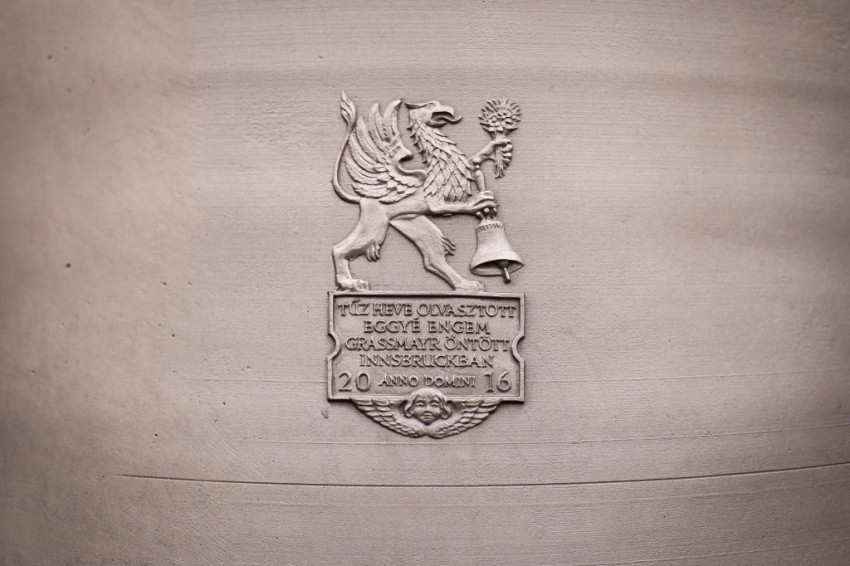 TŰZ HEVE OLVASZTOTT
EGGYÉ ENGEM
GRASSMAYR ÖNTÖTT
INNSBRUCKBAN
20 ANNO DOMINI 16